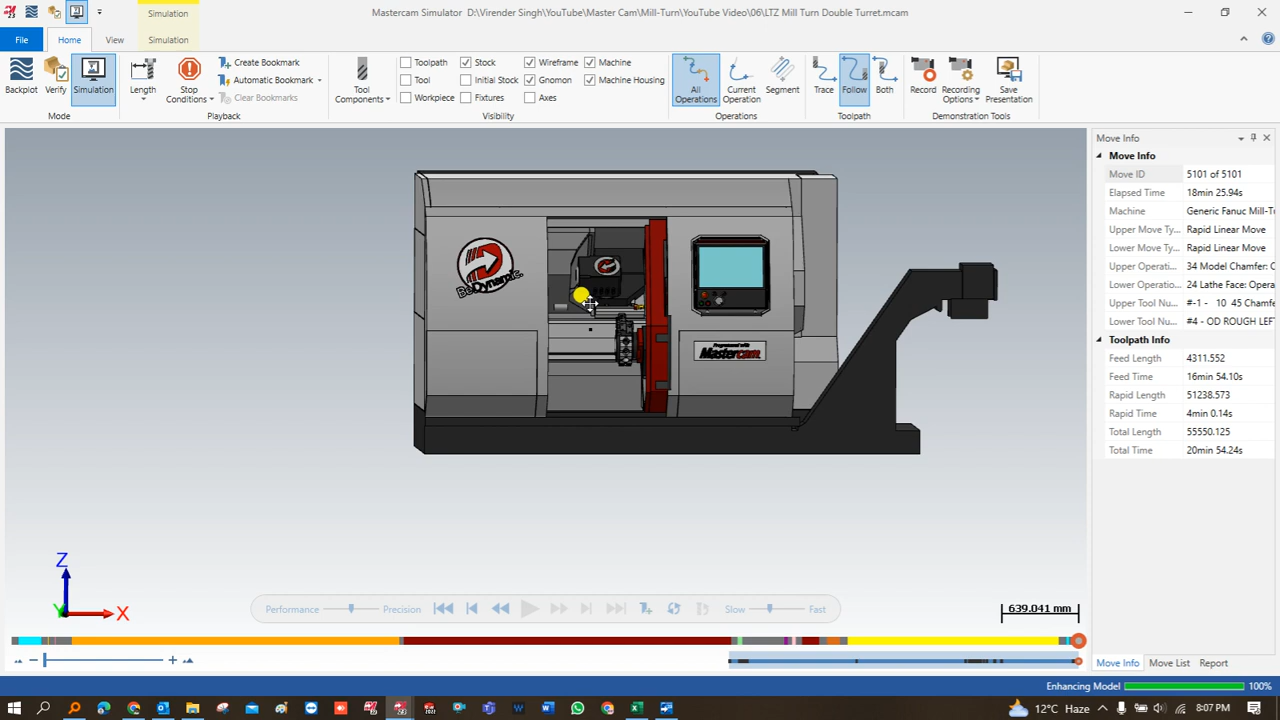 Simulation
Mastercam Simulator D:\Virender Singh\YouTube\Master Cam\Mill-Turn\YouTube Video\06\LTZ Mill Turn Double Turret.mcam
File
Home
View
Simulation
Backplot
Verify
Simulation
Mode
Length
Stop
Conditions
Create Bookmark
Automatic Bookmark
Clear Bookmarks
Playback
Tool
Components
Toolpath
Tool
Workpiece
Stock
Initial Stock
Fixtures
Wireframe
Gnomon
Axes
Machine
Machine Housing
Visibility
All
Operations
Current
Operation
Segment
Operations
Trace
Follow
Both
Toolpath
Record
Recording
Options
Save
Presentation
Demonstration Tools
BeDynamic
Programmed with
Mastercam
Move Info
Move Info
Move ID 5101 of 5101
Elapsed Time 18min 25.94s
Machine Generic Fanuc Mill-T
Upper Move Ty... Rapid Linear Move
Lower Move Ty... Rapid Linear Move
Upper Operati... 34 Model Chamfer: C
Lower Operati... 24 Lathe Face: Opera
Upper Tool Nu... #-1 - 10 45 Chamfe
Lower Tool Nu... #4 - OD ROUGH LEFT
Toolpath Info
Feed Length 4311.552
Feed Time 16min 54.10s
Rapid Length 51238.573
Rapid Time 4min 0.14s
Total Length 55550.125
Total Time 20min 54.24s
Z
Y
X
Performance
Precision
Slow
Fast
639.041 mm
Move Info
Move List
Report
Enhancing Model
100%
12°C Haze
8:07 PM